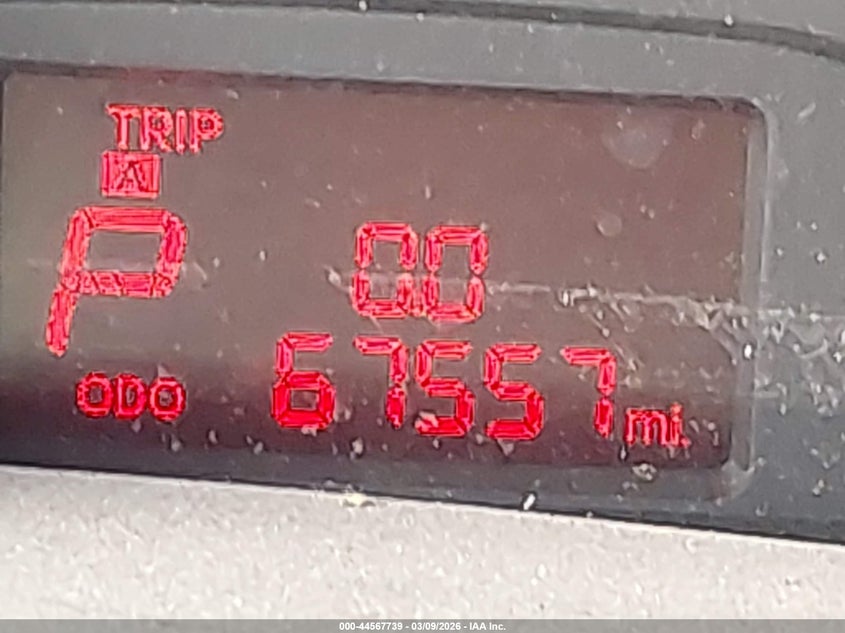 TRIP
A
P
0.0
ODO 67557 mi.
000-44567739 - 03/09/2026 - IAA Inc.